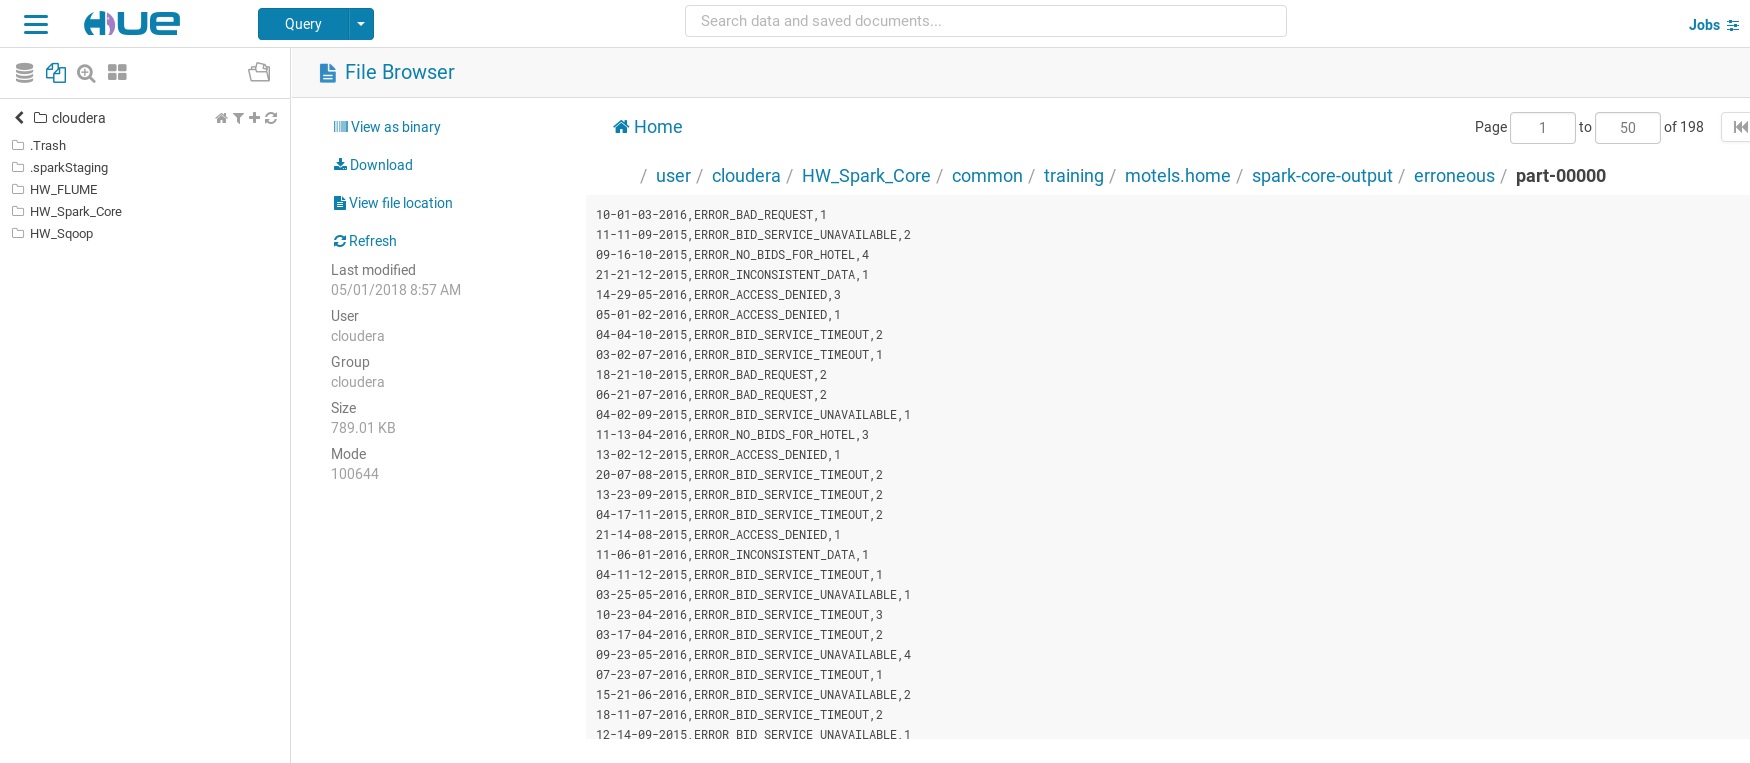 HUE
Query
Search data and saved documents...
Jobs
File Browser
cloudera
.Trash
.sparkStaging
HW_FLUME
HW_Spark_Core
HW_Sqoop
View as binary
Download
View file location
Refresh
Last modified
05/01/2018 8:57 AM
User
cloudera
Group
cloudera
Size
789.01 KB
Mode
100644
Home
Page 1 to 50 of 198
/ user / cloudera / HW_Spark_Core / common / training / motels.home / spark-core-output / erroneous / part-00000
10-01-03-2016,ERROR_BAD_REQUEST,1
11-11-09-2015,ERROR_BID_SERVICE_UNAVAILABLE,2
09-16-10-2015,ERROR_NO_BIDS_FOR_HOTEL,4
21-21-12-2015,ERROR_INCONSISTENT_DATA,1
14-29-05-2016,ERROR_ACCESS_DENIED,3
05-01-02-2016,ERROR_ACCESS_DENIED,1
04-04-10-2015,ERROR_BID_SERVICE_TIMEOUT,2
03-02-07-2016,ERROR_BID_SERVICE_TIMEOUT,1
18-21-10-2015,ERROR_BAD_REQUEST,2
06-21-07-2016,ERROR_BAD_REQUEST,2
04-02-09-2015,ERROR_BID_SERVICE_UNAVAILABLE,1
11-13-04-2016,ERROR_NO_BIDS_FOR_HOTEL,3
13-02-12-2015,ERROR_ACCESS_DENIED,1
20-07-08-2015,ERROR_BID_SERVICE_TIMEOUT,2
13-23-09-2015,ERROR_BID_SERVICE_TIMEOUT,2
04-17-11-2015,ERROR_BID_SERVICE_TIMEOUT,2
21-14-08-2015,ERROR_ACCESS_DENIED,1
11-06-01-2016,ERROR_INCONSISTENT_DATA,1
04-11-12-2015,ERROR_BID_SERVICE_TIMEOUT,1
03-25-05-2016,ERROR_BID_SERVICE_UNAVAILABLE,1
10-23-04-2016,ERROR_BID_SERVICE_TIMEOUT,3
03-17-04-2016,ERROR_BID_SERVICE_TIMEOUT,2
09-23-05-2016,ERROR_BID_SERVICE_UNAVAILABLE,4
07-23-07-2016,ERROR_BID_SERVICE_TIMEOUT,1
15-21-06-2016,ERROR_BID_SERVICE_UNAVAILABLE,2
18-11-07-2016,ERROR_BID_SERVICE_TIMEOUT,2
12-14-09-2015,ERROR_BID_SERVICE_UNAVAILABLE,1